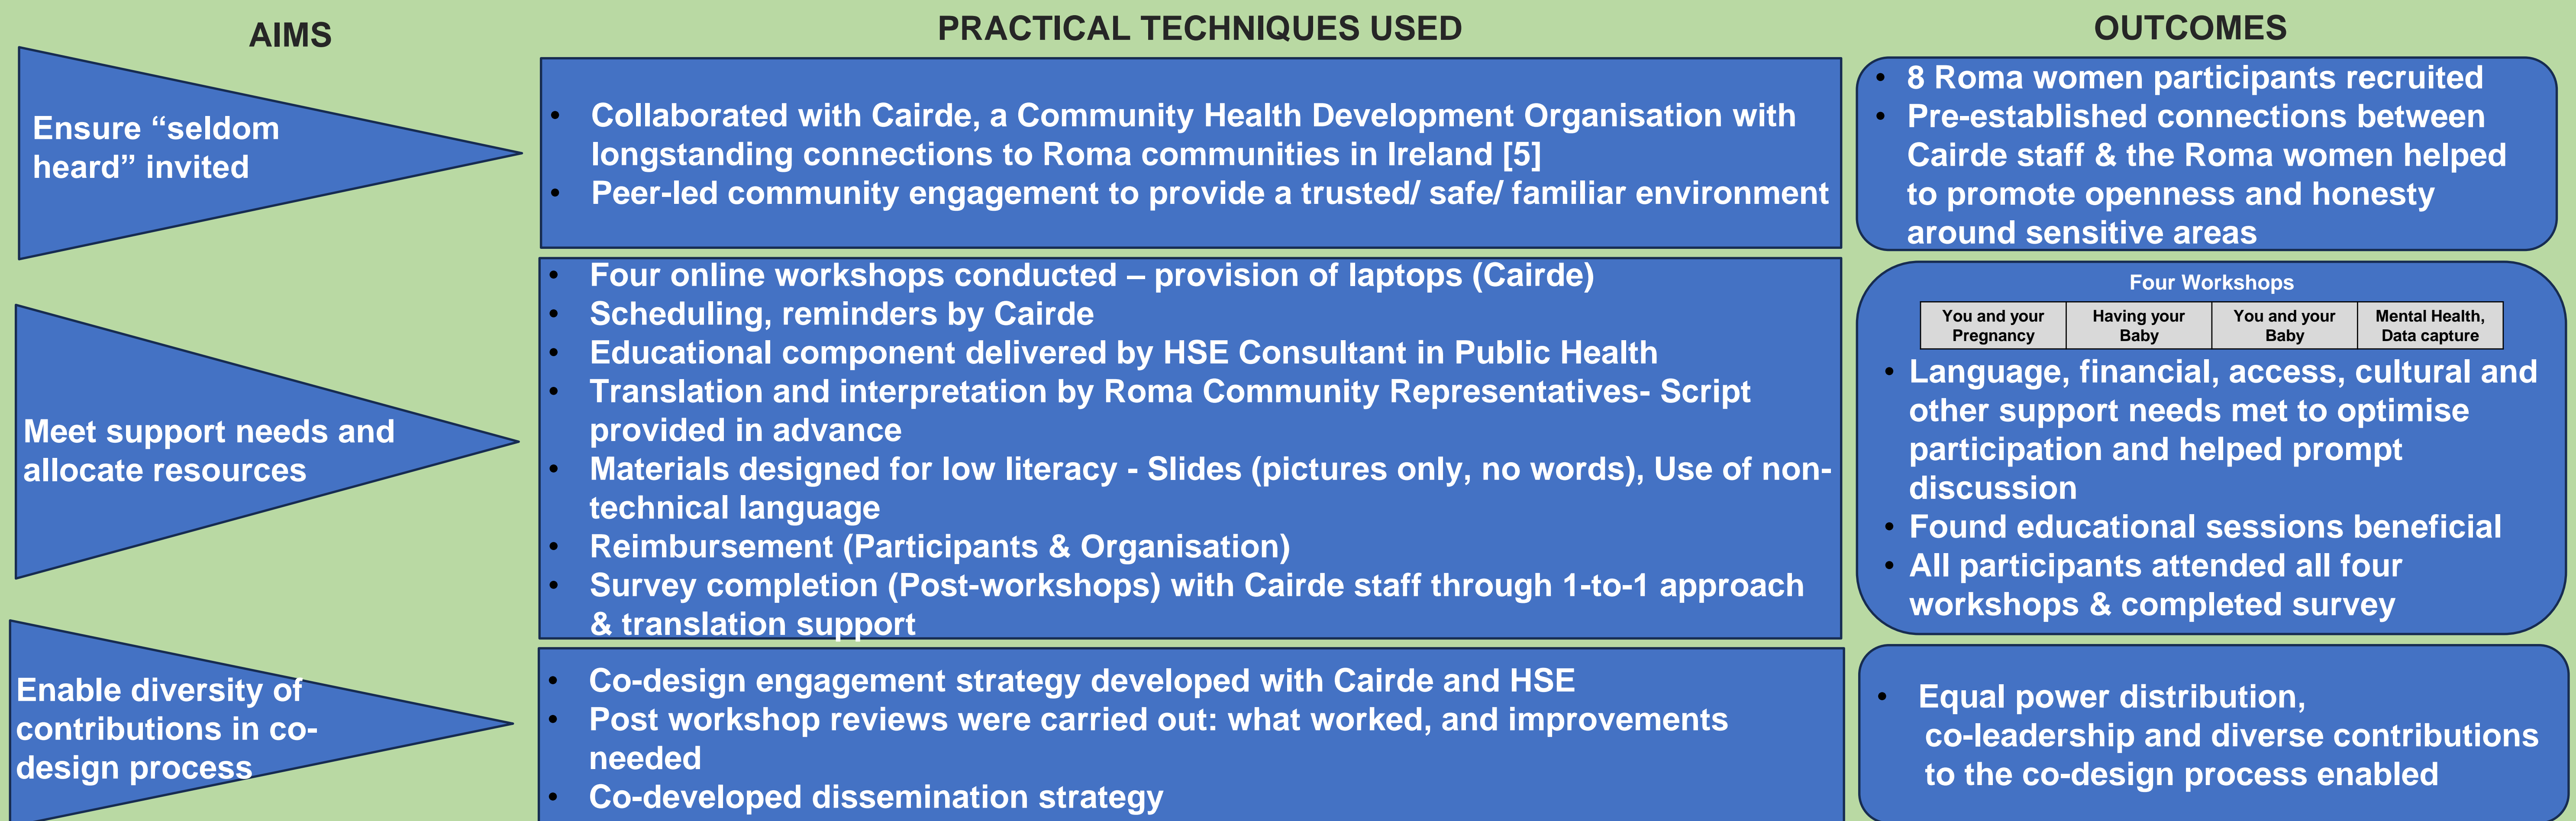 AIMS
PRACTICAL TECHNIQUES USED
OUTCOMES
Ensure “seldom
heard” invited
• Collaborated with Cairde, a Community Health Development Organisation with
longstanding connections to Roma communities in Ireland [5]
• Peer-led community engagement to provide a trusted/ safe/ familiar environment
• 8 Roma women participants recruited
• Pre-established connections between
Cairde staff & the Roma women helped
to promote openness and honesty
around sensitive areas
Meet support needs and
allocate resources
• Four online workshops conducted – provision of laptops (Cairde)
• Scheduling, reminders by Cairde
• Educational component delivered by HSE Consultant in Public Health
• Translation and interpretation by Roma Community Representatives- Script
provided in advance
• Materials designed for low literacy - Slides (pictures only, no words), Use of non-
technical language
• Reimbursement (Participants & Organisation)
• Survey completion (Post-workshops) with Cairde staff through 1-to-1 approach
& translation support
Four Workshops
You and your
Pregnancy
Having your
Baby
You and your
Baby
Mental Health,
Data capture
• Language, financial, access, cultural and
other support needs met to optimise
participation and helped prompt
discussion
• Found educational sessions beneficial
• All participants attended all four
workshops & completed survey
Enable diversity of
contributions in co-
design process
• Co-design engagement strategy developed with Cairde and HSE
• Post workshop reviews were carried out: what worked, and improvements
needed
• Co-developed dissemination strategy
• Equal power distribution,
co-leadership and diverse contributions
to the co-design process enabled